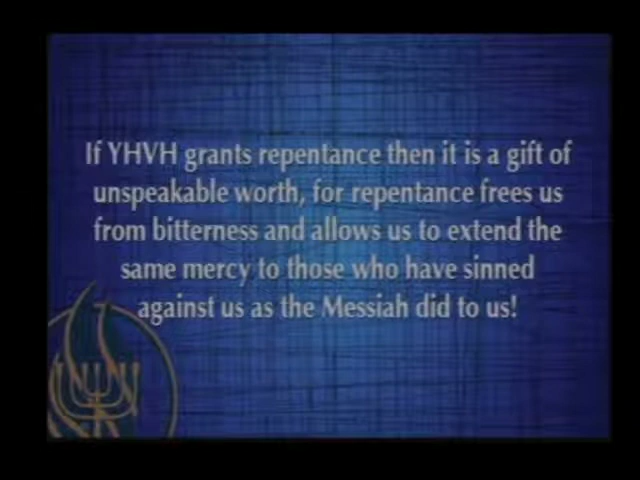 If YHVH grants repentance then it is a gift of
unspeakable worth, for repentance frees us
from bitterness and allows us to extend the
same mercy to those who have sinned
against us as the Messiah did to us!